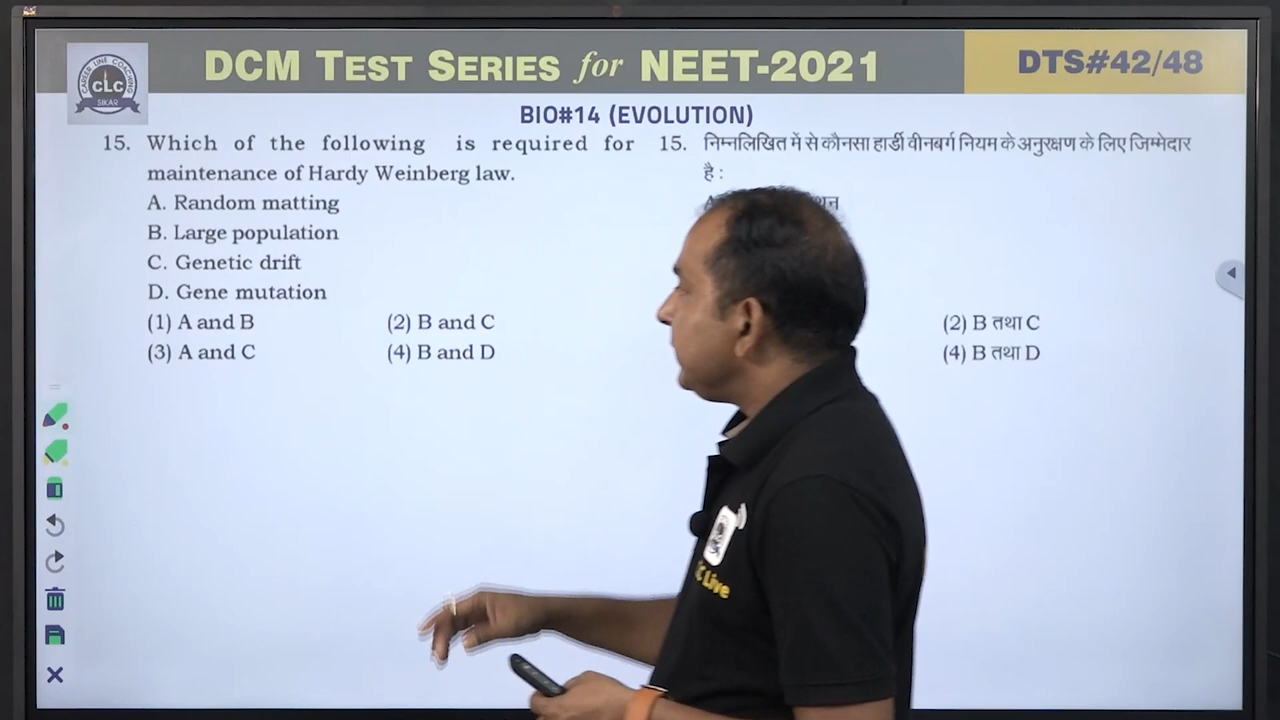 DCM TEST SERIES for NEET-2021
DTS#42/48
CAREER LINE COACHING
CLC
SIKAR
BIO#14 (EVOLUTION)
15. Which of the following is required for
maintenance of Hardy Weinberg law.
A. Random matting
B. Large population
C. Genetic drift
D. Gene mutation
(1) A and B (2) B and C
(3) A and C (4) B and D
15. निम्नलिखित में से कौनसा हार्डी वीनबर्ग नियम के अनुरक्षण के लिए जिम्मेदार
है :
(2) B तथा C
(4) B तथा D
Live